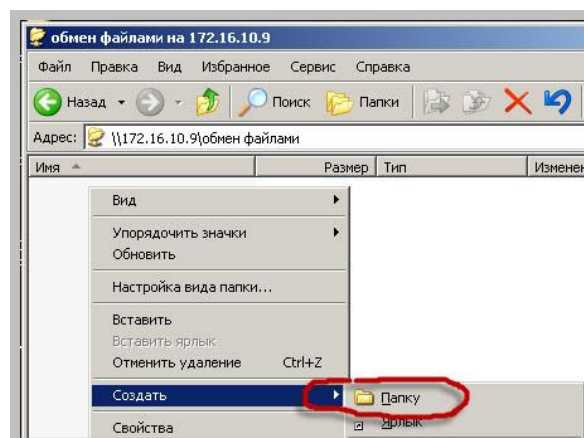 обмен файлами на 172.16.10.9
Файл Правка Вид Избранное Сервис Справка
Назад Поиск Папки
Адрес: \\172.16.10.9\обмен файлами
Имя Размер Тип Изменен
Вид
Упорядочить значки
Обновить
Настройка вида папки...
Вставить
Вставить ярлык
Отменить удаление Ctrl+Z
Создать Папку
Ярлык
Свойства